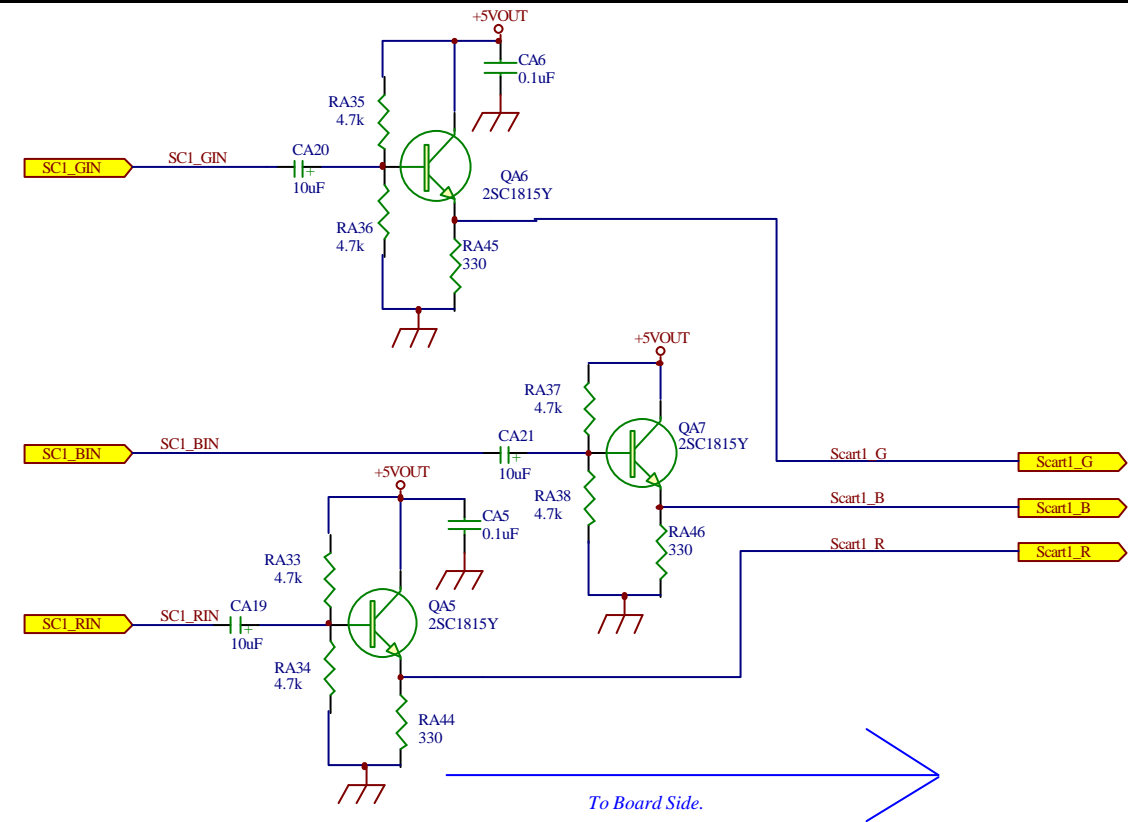 +5VOUT
CA6
0.1uF
RA35
4.7k
SC1_GIN
SC1_GIN
CA20
+
10uF
QA6
2SC1815Y
RA36
4.7k
RA45
330
+5VOUT
RA37
4.7k
QA7
2SC1815Y
SC1_BIN
SC1_BIN
CA21
+
10uF
Scart1_G
Scart1_G
+5VOUT
RA38
4.7k
Scart1_B
Scart1_B
CA5
0.1uF
RA46
330
Scart1_R
Scart1_R
RA33
4.7k
SC1_RIN
SC1_RIN
CA19
+
10uF
QA5
2SC1815Y
RA34
4.7k
RA44
330
To Board Side.